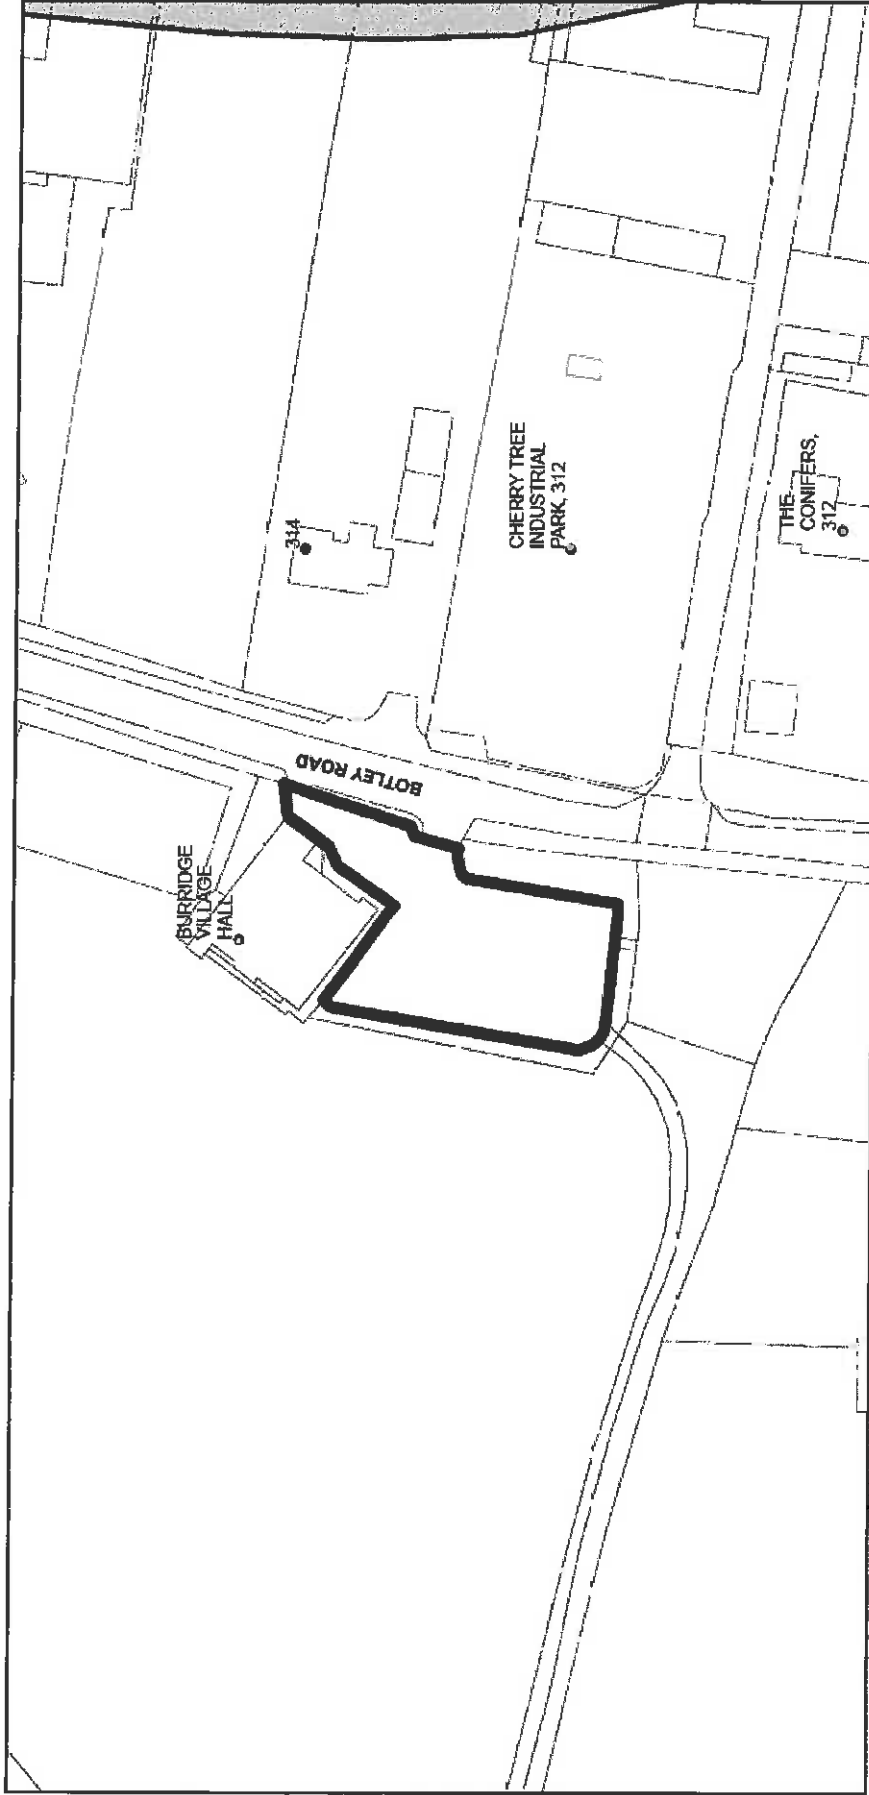 314
CHERRY TREE
INDUSTRIAL
PARK, 312
THE
CONIFERS,
312
BOTLEY ROAD
BURRIDGE
VILLAGE
HALL